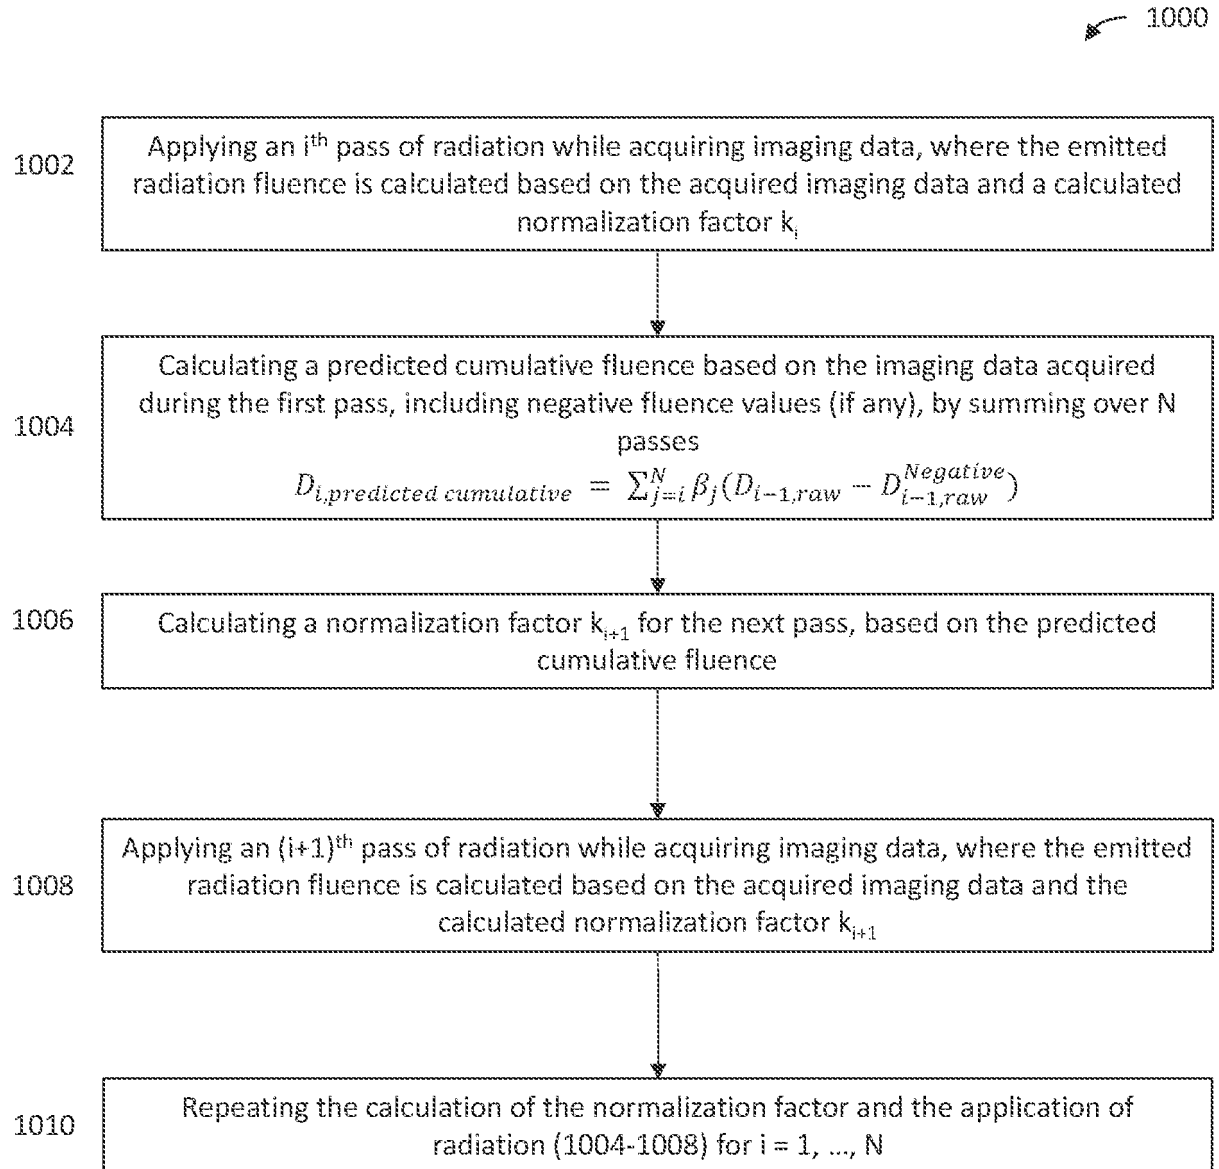 1000
1002
Applying an iᵗʰ pass of radiation while acquiring imaging data, where the emitted
radiation fluence is calculated based on the acquired imaging data and a calculated
normalization factor kᵢ
1004
Calculating a predicted cumulative fluence based on the imaging data acquired
during the first pass, including negative fluence values (if any), by summing over N
passes
D_{i,predicted cumulative} = ∑_{j=i}^{N} β_j(D_{i−1,raw} − D_{i−1,raw}^{Negative})
1006
Calculating a normalization factor kᵢ₊₁ for the next pass, based on the predicted
cumulative fluence
1008
Applying an (i+1)ᵗʰ pass of radiation while acquiring imaging data, where the emitted
radiation fluence is calculated based on the acquired imaging data and the
calculated normalization factor kᵢ₊₁
1010
Repeating the calculation of the normalization factor and the application of
radiation (1004-1008) for i = 1, ..., N